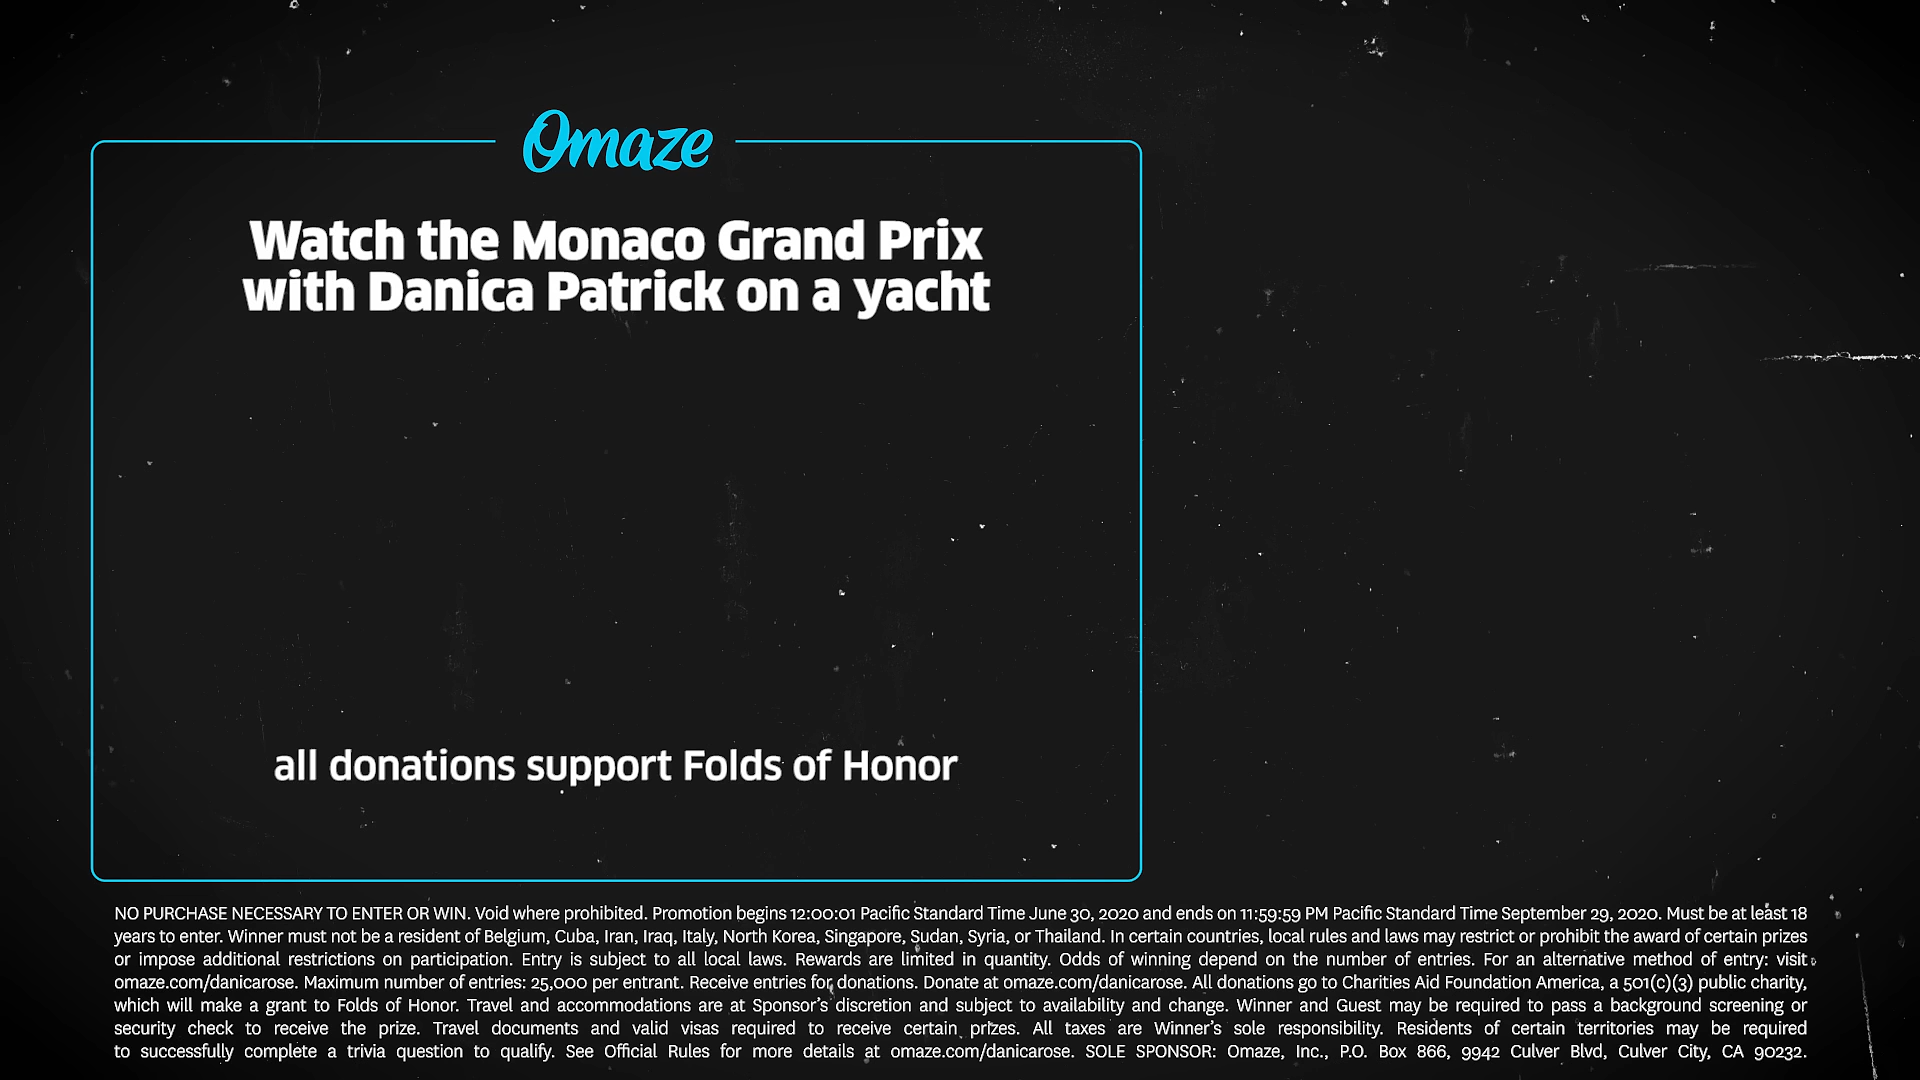 Omaze
Watch the Monaco Grand Prix
with Danica Patrick on a yacht
all donations support Folds of Honor
NO PURCHASE NECESSARY TO ENTER OR WIN. Void where prohibited. Promotion begins 12:00:01 Pacific Standard Time June 30, 2020 and ends on 11:59:59 PM Pacific Standard Time September 29, 2020. Must be at least 18
years to enter. Winner must not be a resident of Belgium, Cuba, Iran, Iraq, Italy, North Korea, Singapore, Sudan, Syria, or Thailand. In certain countries, local rules and laws may restrict or prohibit the award of certain prizes
or impose additional restrictions on participation. Entry is subject to all local laws. Rewards are limited in quantity. Odds of winning depend on the number of entries. For an alternative method of entry: visit
omaze.com/danicarose. Maximum number of entries: 25,000 per entrant. Receive entries for donations. Donate at omaze.com/danicarose. All donations go to Charities Aid Foundation America, a 501(c)(3) public charity,
which will make a grant to Folds of Honor. Travel and accommodations are at Sponsor's discretion and subject to availability and change. Winner and Guest may be required to pass a background screening or
security check to receive the prize. Travel documents and valid visas required to receive certain prizes. All taxes are Winner's sole responsibility. Residents of certain territories may be required
to successfully complete a trivia question to qualify. See Official Rules for more details at omaze.com/danicarose. SOLE SPONSOR: Omaze, Inc., P.O. Box 866, 9942 Culver Blvd, Culver City, CA 90232.